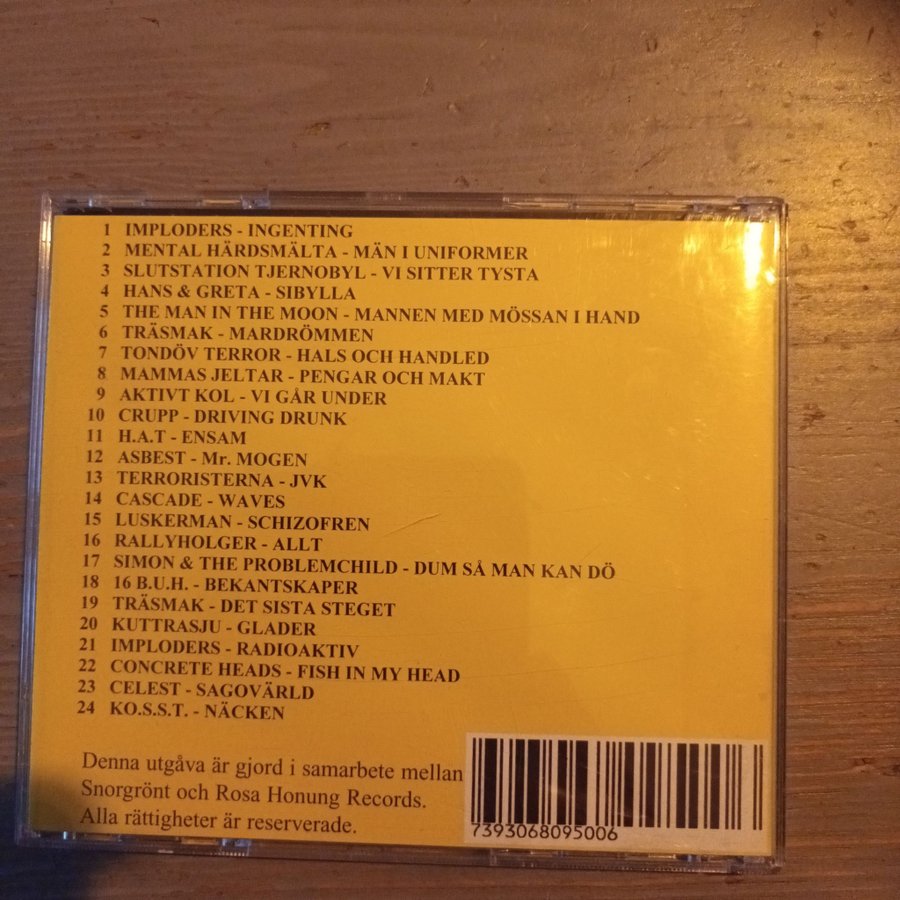 1 IMPLODERS - INGENTING
2 MENTAL HÄRDSMÄLTA - MÄN I UNIFORMER
3 SLUTSTATION TJERNOBYL - VI SITTER TYSTA
4 HANS & GRETA - SIBYLLA
5 THE MAN IN THE MOON - MANNEN MED MÖSSAN I HAND
6 TRÄSMAK - MARDRÖMMEN
7 TONDÖV TERROR - HALS OCH HANDLED
8 MAMMAS JELTAR - PENGAR OCH MAKT
9 AKTIVT KOL - VI GÅR UNDER
10 CRUPP - DRIVING DRUNK
11 H.A.T - ENSAM
12 ASBEST - Mr. MOGEN
13 TERRORISTERNA - JVK
14 CASCADE - WAVES
15 LUSKERMAN - SCHIZOFREN
16 RALLYHOLGER - ALLT
17 SIMON & THE PROBLEMCHILD - DUM SÅ MAN KAN DÖ
18 16 B.U.H. - BEKANTSKAPER
19 TRÄSMAK - DET SISTA STEGET
20 KUTTRASJU - GLADER
21 IMPLODERS - RADIOAKTIV
22 CONCRETE HEADS - FISH IN MY HEAD
23 CELEST - SAGOVÄRLD
24 KO.S.S.T. - NÄCKEN
Denna utgåva är gjord i samarbete mellan
Snorgrönt och Rosa Honung Records.
Alla rättigheter är reserverade.
7393068095006